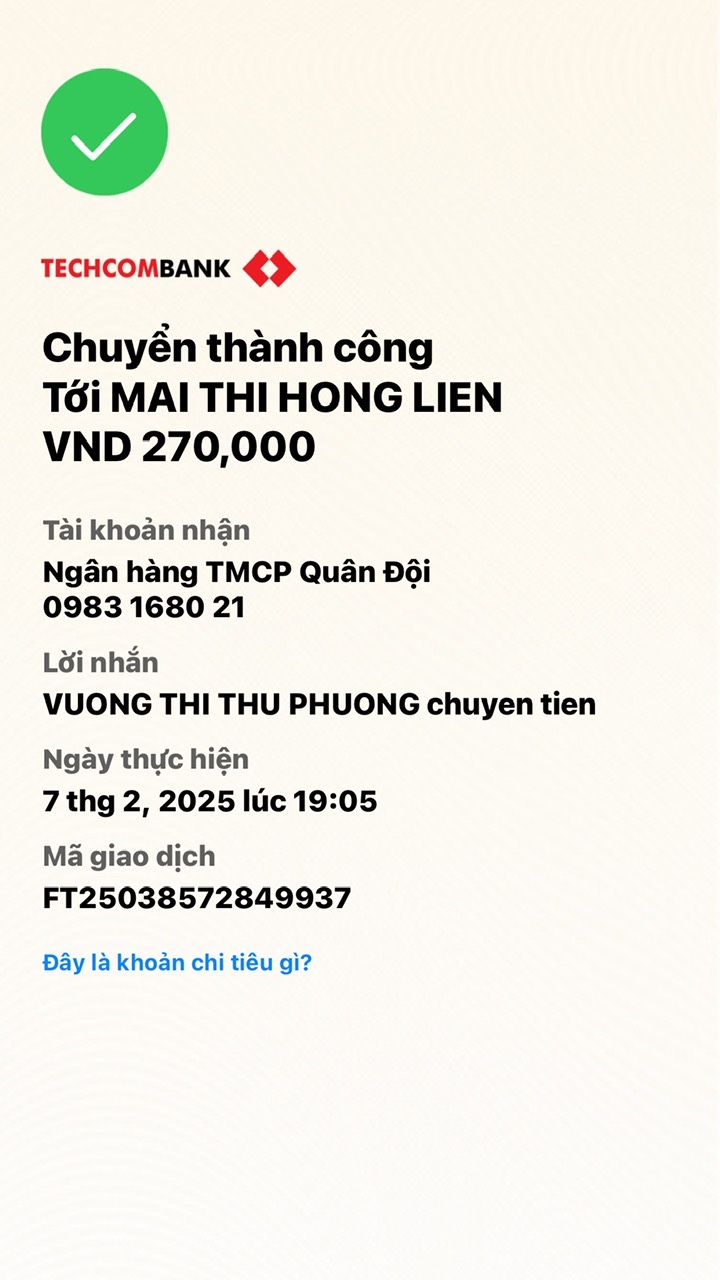 TECHCOMBANK
Chuyển thành công
Tới MAI THI HONG LIEN
VND 270,000
Tài khoản nhận
Ngân hàng TMCP Quân Đội
0983 1680 21
Lời nhắn
VUONG THI THU PHUONG chuyen tien
Ngày thực hiện
7 thg 2, 2025 lúc 19:05
Mã giao dịch
FT25038572849937
Đây là khoản chi tiêu gì?